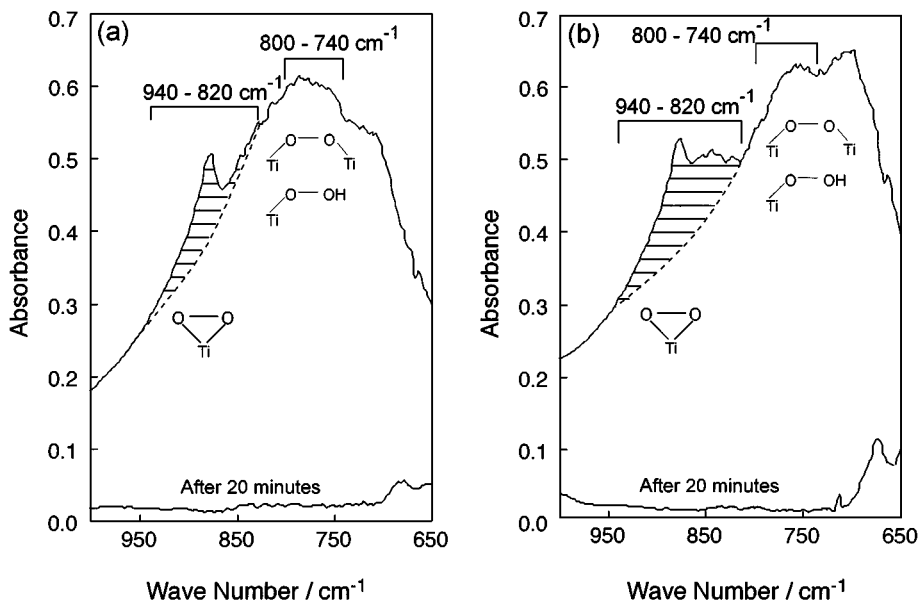 (a)
800 - 740 cm-1
940 - 820 cm-1
O O
Ti Ti
O OH
Ti
O O
Ti
After 20 minutes
0.7
0.6
0.5
0.4
0.3
0.2
0.1
0.0
950 850 750 650
Absorbance
Wave Number / cm-1
(b)
800 - 740 cm-1
940 - 820 cm-1
O O
Ti Ti
O OH
Ti
O O
Ti
After 20 minutes
0.7
0.6
0.5
0.4
0.3
0.2
0.1
0.0
950 850 750 650
Absorbance
Wave Number / cm-1